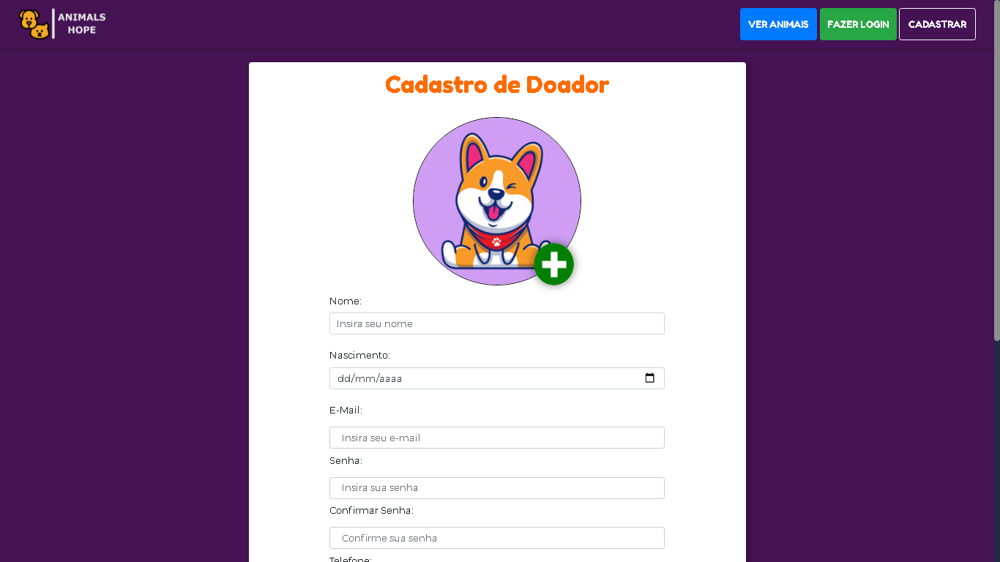 ANIMALS
HOPE
VER ANIMAIS
FAZER LOGIN
CADASTRAR
Cadastro de Doador
Nome:
Insira seu nome
Nascimento:
dd/mm/aaaa
E-Mail:
Insira seu e-mail
Senha:
Insira sua senha
Confirmar Senha:
Confirme sua senha
Telefone: